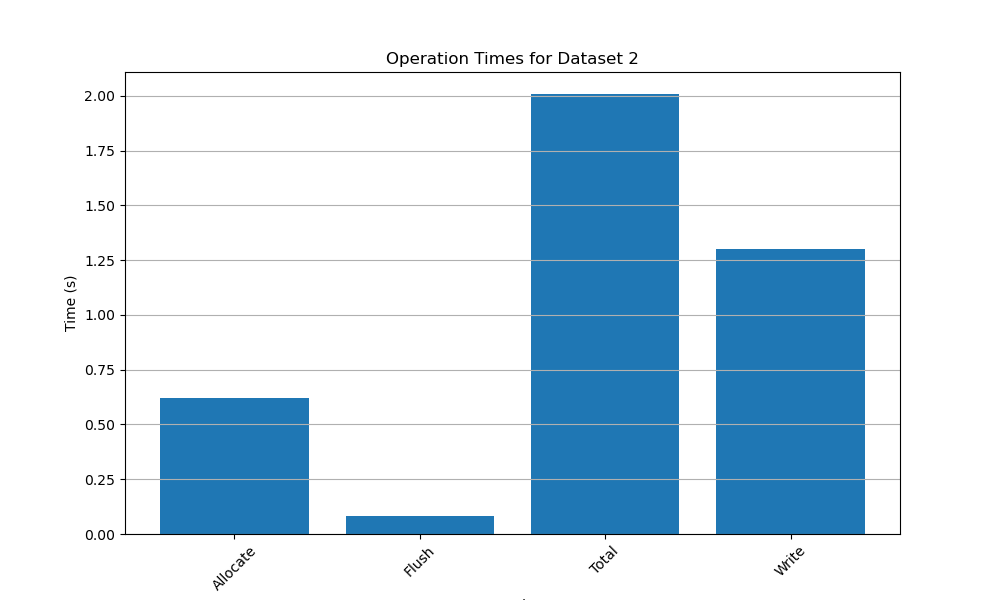 Operation Times for Dataset 2
Time (s)
2.00
1.75
1.50
1.25
1.00
0.75
0.50
0.25
0.00
Allocate
Flush
Total
Write